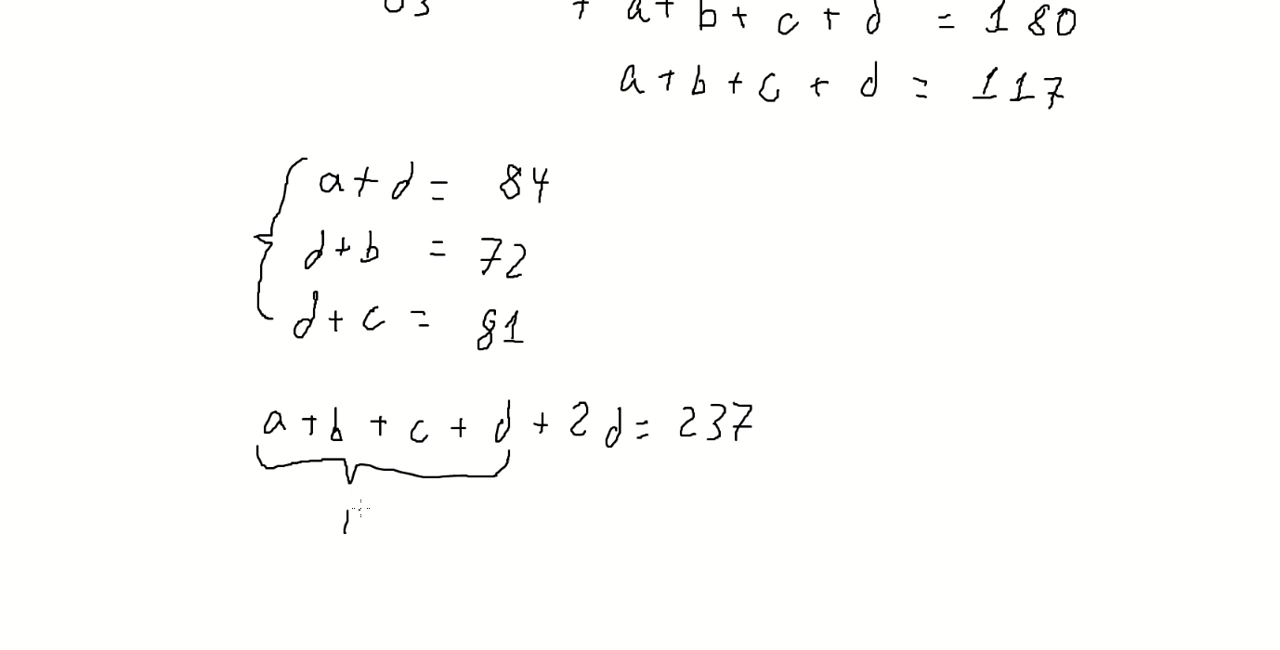 + a + b + c + d = 180
a + b + c + d = 117
a + d = 84
d + b = 72
d + c = 81
a + b + c + d + 2d = 237